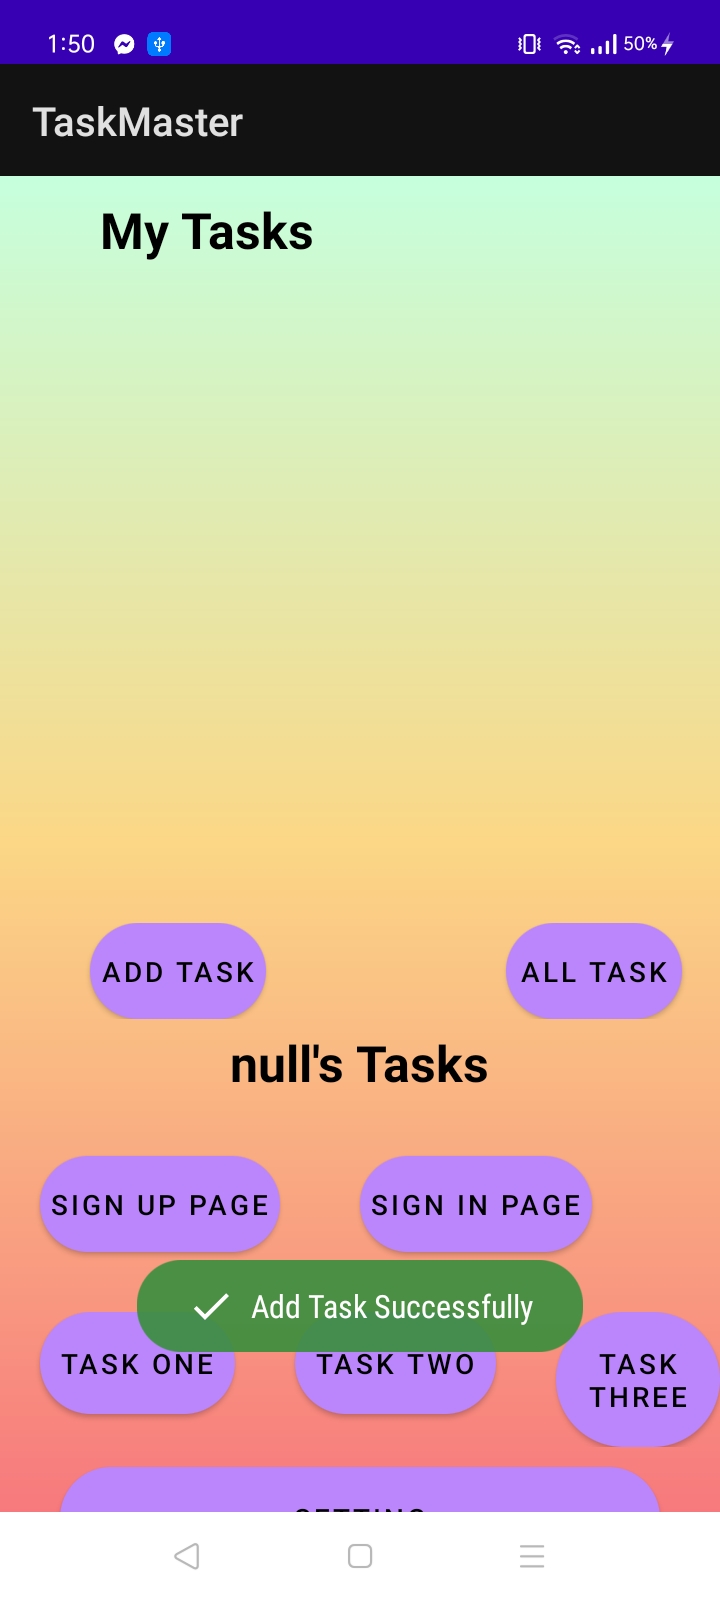 1:50 50%
TaskMaster
My Tasks
ADD TASK ALL TASK
null's Tasks
SIGN UP PAGE SIGN IN PAGE
Add Task Successfully
TASK ONE TASK TWO TASK
THREE